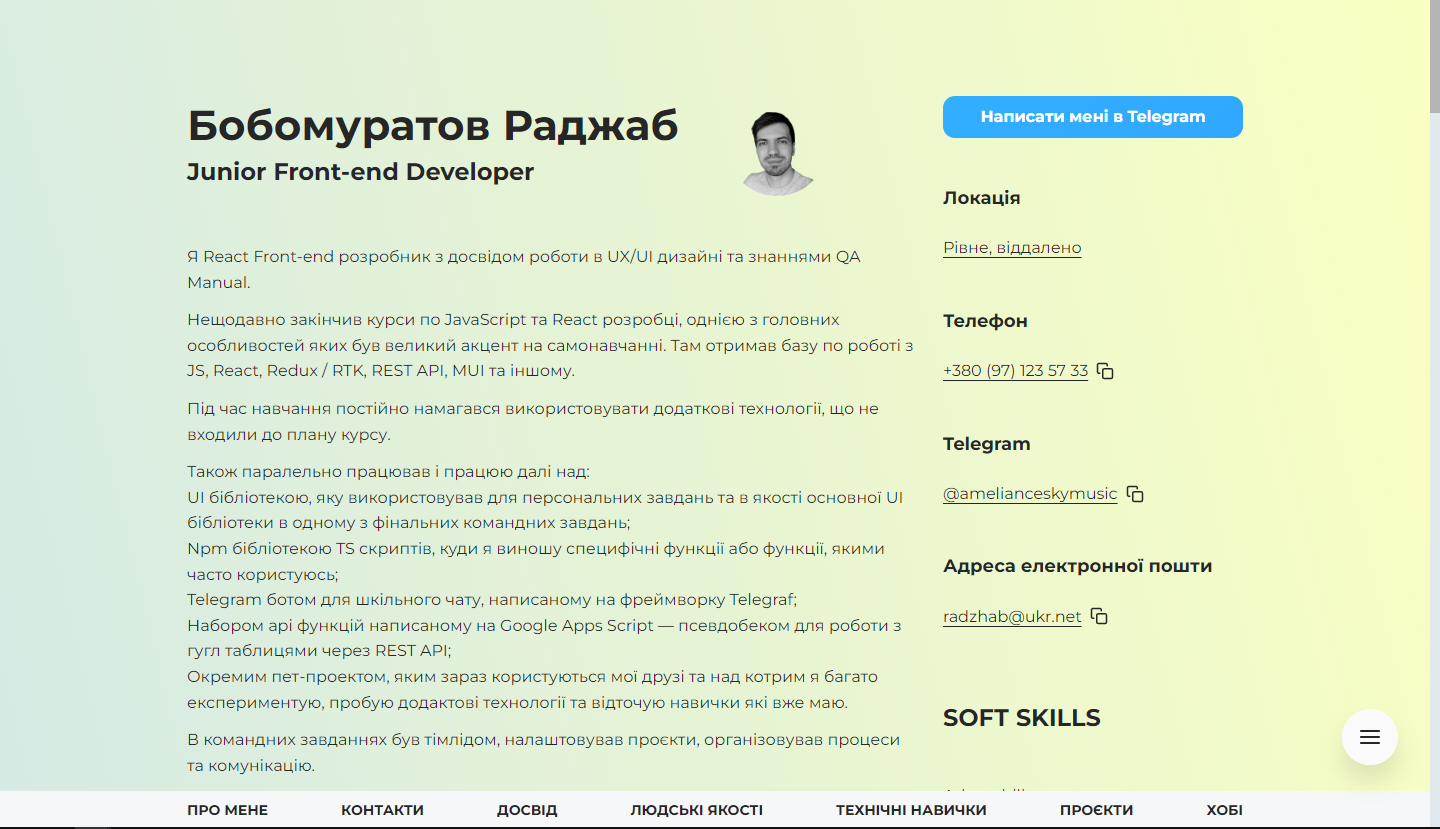 Бобомуратов Раджаб
Junior Front-end Developer
Я React Front-end розробник з досвідом роботи в UX/UI дизайні та знаннями QA
Manual.
Нещодавно закінчив курси по JavaScript та React розробці, однією з головних
особливостей яких був великий акцент на самонавчанні. Там отримав базу по роботі з
JS, React, Redux / RTK, REST API, MUI та іншому.
Під час навчання постійно намагався використовувати додаткові технології, що не
входили до плану курсу.
Також паралельно працював і працюю далі над:
UI бібліотекою, яку використовував для персональних завдань та в якості основної UI
бібліотеки в одному з фінальних командних завдань;
Npm бібліотекою TS скриптів, куди я виношу специфічні функції або функції, якими
часто користуюсь;
Telegram ботом для шкільного чату, написаному на фреймворку Telegraf;
Набором арі функцій написаному на Google Apps Script — псевдобеком для роботи з
гугл таблицями через REST API;
Окремим пет-проектом, яким зараз користуються мої друзі та над котрим я багато
експериментую, пробую додактові технології та відточую навички які вже маю.
В командних завданнях був тімлідом, налаштовував проєкти, організовував процеси
та комунікацію.
Написати мені в Telegram
Локація
Рівне, віддалено
Телефон
+380 (97) 123 57 33
Telegram
@amelianceskymusic
Адреса електронної пошти
radzhab@ukr.net
SOFT SKILLS
ПРО МЕНЕ
КОНТАКТИ
ДОСВІД
ЛЮДСЬКІ ЯКОСТІ
ТЕХНІЧНІ НАВИЧКИ
ПРОЄКТИ
ХОБІ